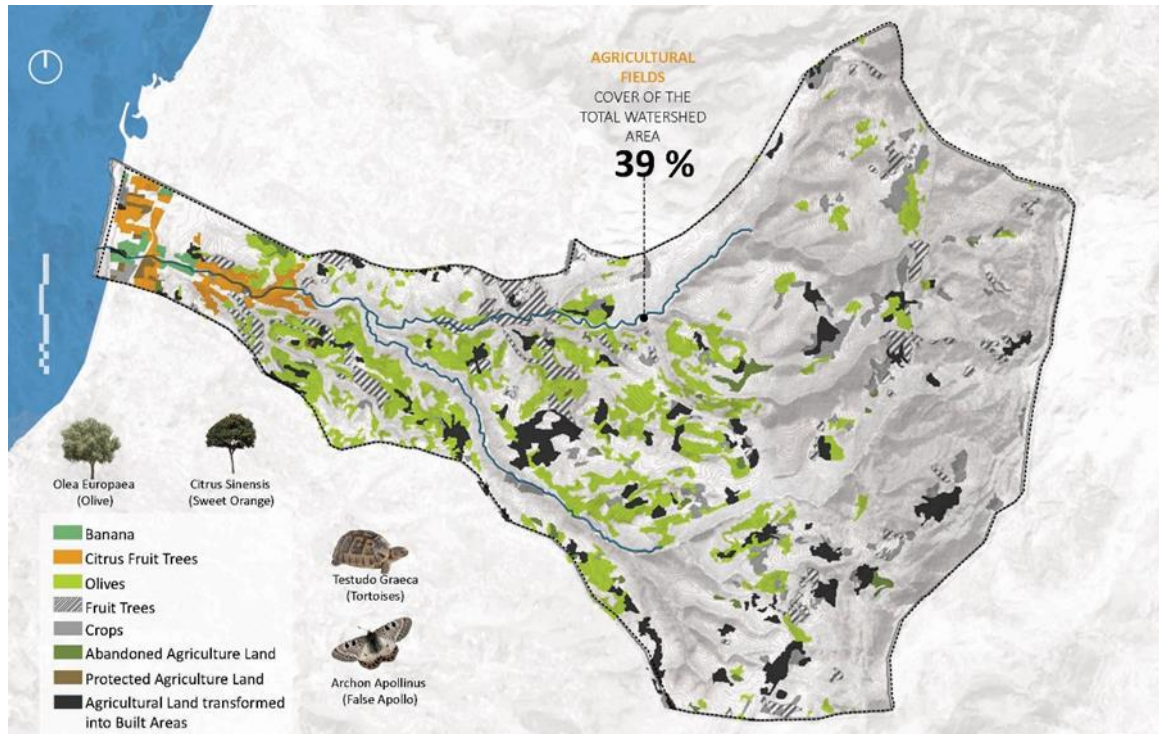 AGRICULTURAL
FIELDS
COVER OF THE
TOTAL WATERSHED
AREA
39 %
Olea Europaea
(Olive)
Citrus Sinensis
(Sweet Orange)
Banana
Citrus Fruit Trees
Olives
Fruit Trees
Crops
Abandoned Agriculture Land
Protected Agriculture Land
Agricultural Land transformed
into Built Areas
Testudo Graeca
(Tortoises)
Archon Apollinus
(False Apollo)